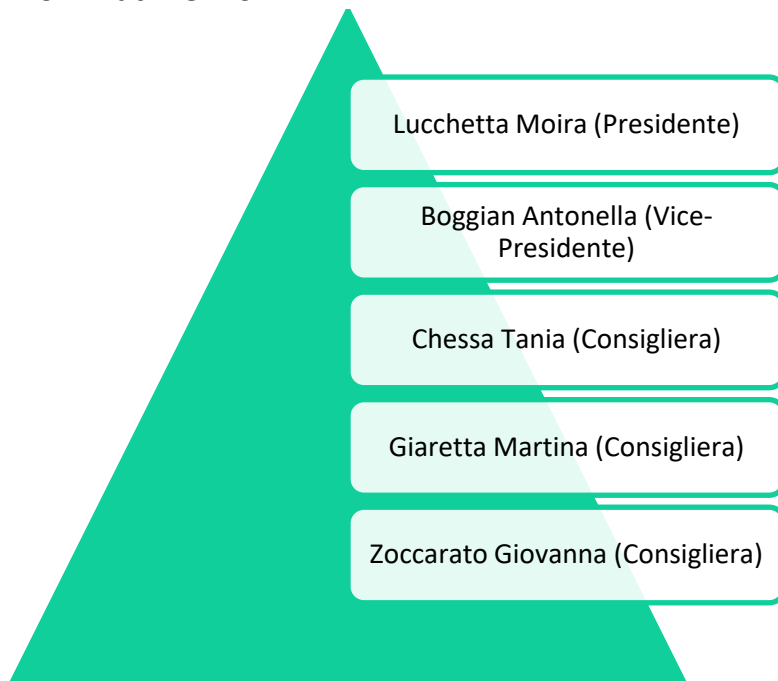 Lucchetta Moira (Presidente)
Boggian Antonella (Vice-
Presidente)
Chessa Tania (Consigliera)
Giaretta Martina (Consigliera)
Zoccarato Giovanna (Consigliera)